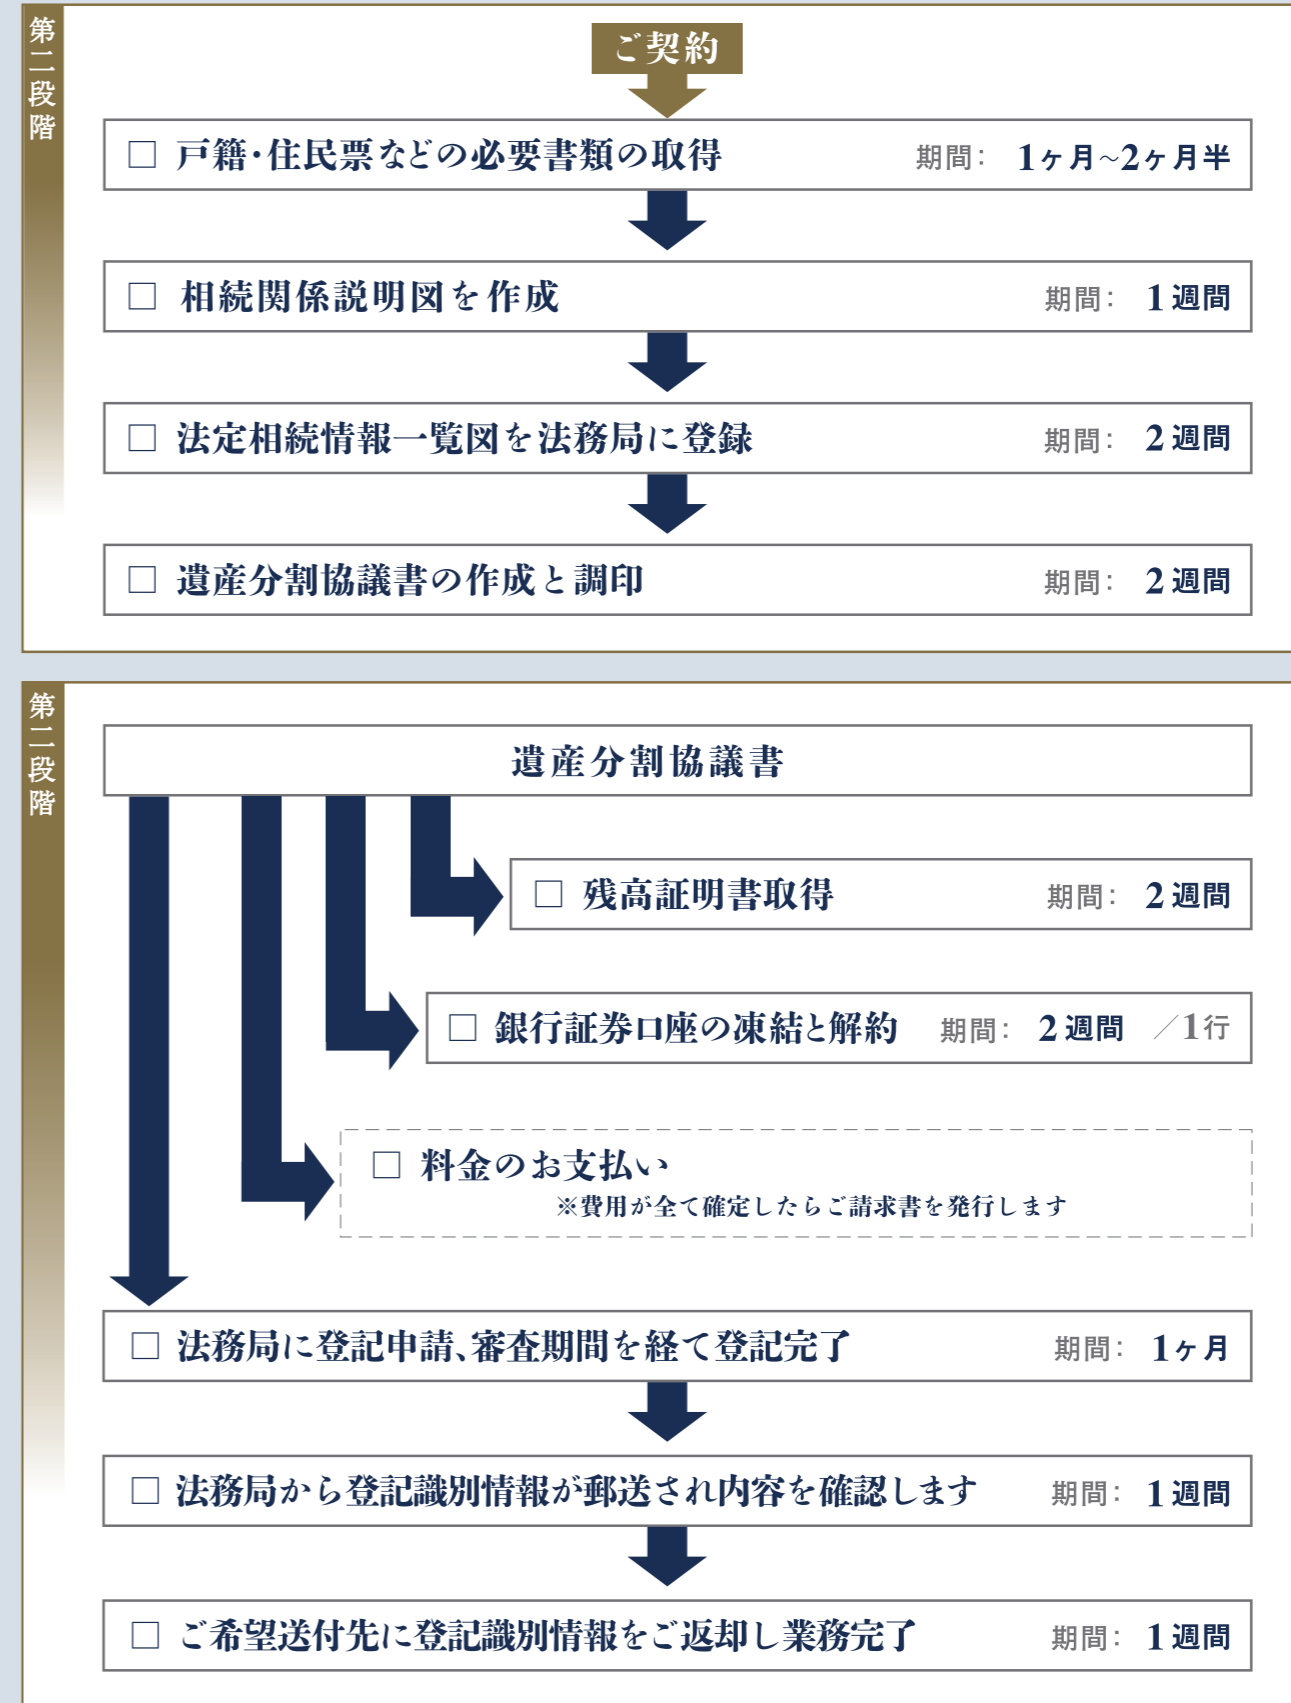 第二段階
ご契約
□ 戸籍・住民票などの必要書類の取得 期間： 1ヶ月~2ヶ月半
□ 相続関係説明図を作成 期間： 1週間
□ 法定相続情報一覧図を法務局に登録 期間： 2週間
□ 遺産分割協議書の作成と調印 期間： 2週間
第二段階
遺産分割協議書
□ 残高証明書取得 期間： 2週間
□ 銀行証券口座の凍結と解約 期間： 2週間 ／1行
□ 料金のお支払い
※費用が全て確定したらご請求書を発行します
□ 法務局に登記申請、審査期間を経て登記完了 期間： 1ヶ月
□ 法務局から登記識別情報が郵送され内容を確認します 期間： 1週間
□ ご希望送付先に登記識別情報をご返却し業務完了 期間： 1週間